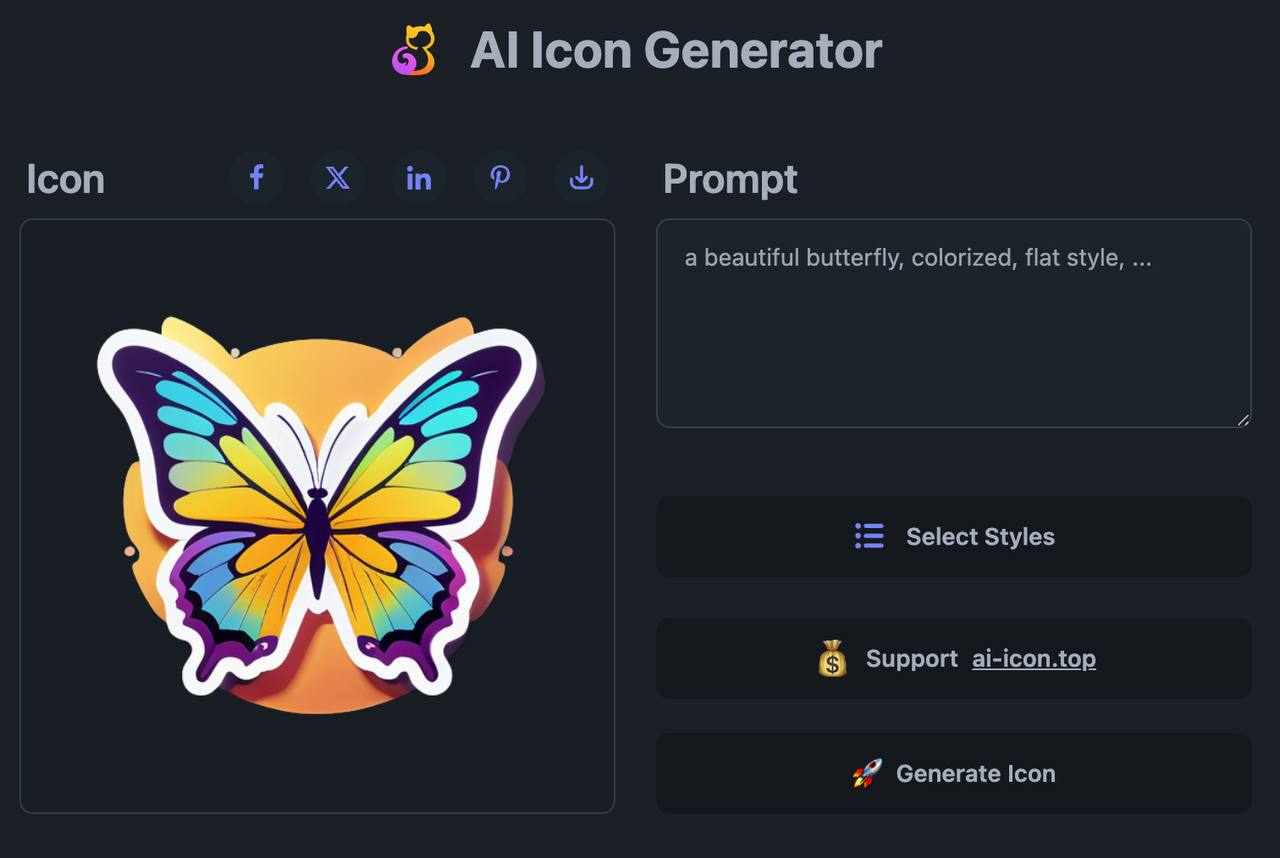 AI Icon Generator
Icon
Prompt
a beautiful butterfly, colorized, flat style, ...
Select Styles
Support ai-icon.top
Generate Icon